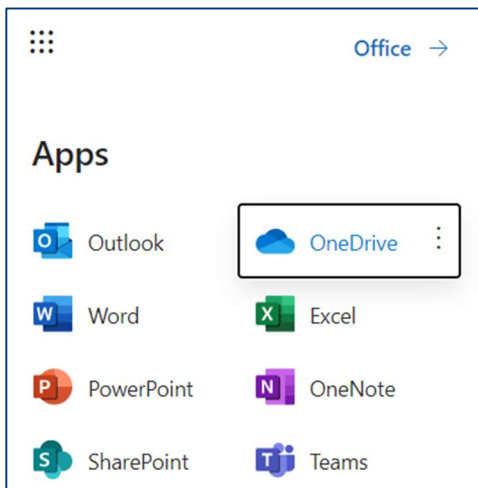 Office →
Apps
Outlook OneDrive
Word Excel
PowerPoint OneNote
SharePoint Teams